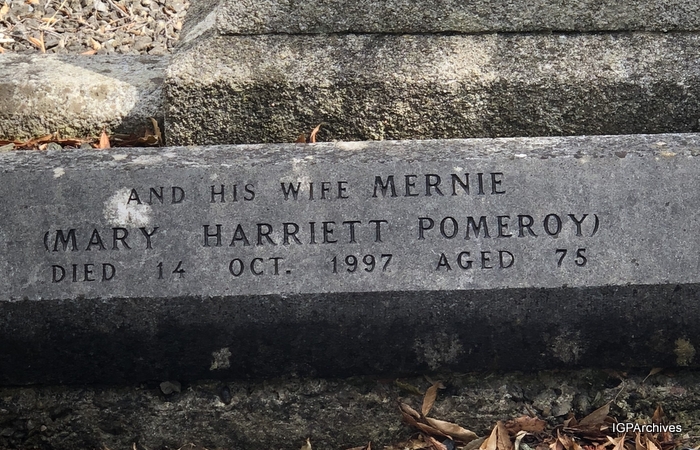 AND HIS WIFE MERNIE
(MARY HARRIETT POMEROY)
DIED 14 OCT. 1997 AGED 75
IGPArchives